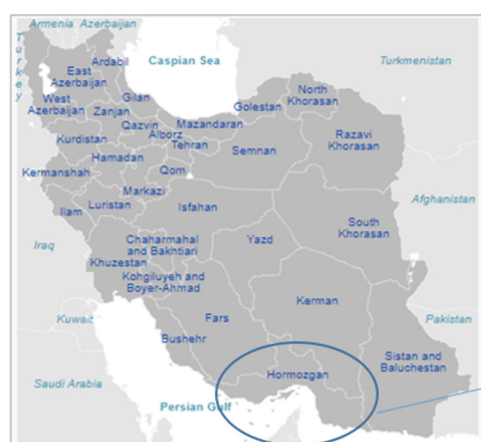 Armenia
Azerbaijan
Turkey
Ardabil
Caspian Sea
Turkmenistan
East
Azerbaijan
North
Khorasan
West
Azerbaijan
Gilan
Golestan
Zanjan
Mazandaran
Qazvin
Alborz
Tehran
Razavi
Khorasan
Kurdistan
Semnan
Hamadan
Kermanshah
Qom
Markazi
Afghanistan
Ilam
Luristan
Isfahan
South
Khorasan
Iraq
Chaharmahal
and Bakhtiari
Yazd
Khuzestan
Kohgiluyeh and
Boyer-Ahmad
Kerman
Kuwait
Fars
Pakistan
Bushehr
Sistan and
Baluchestan
Hormozgan
Saudi Arabia
Persian Gulf